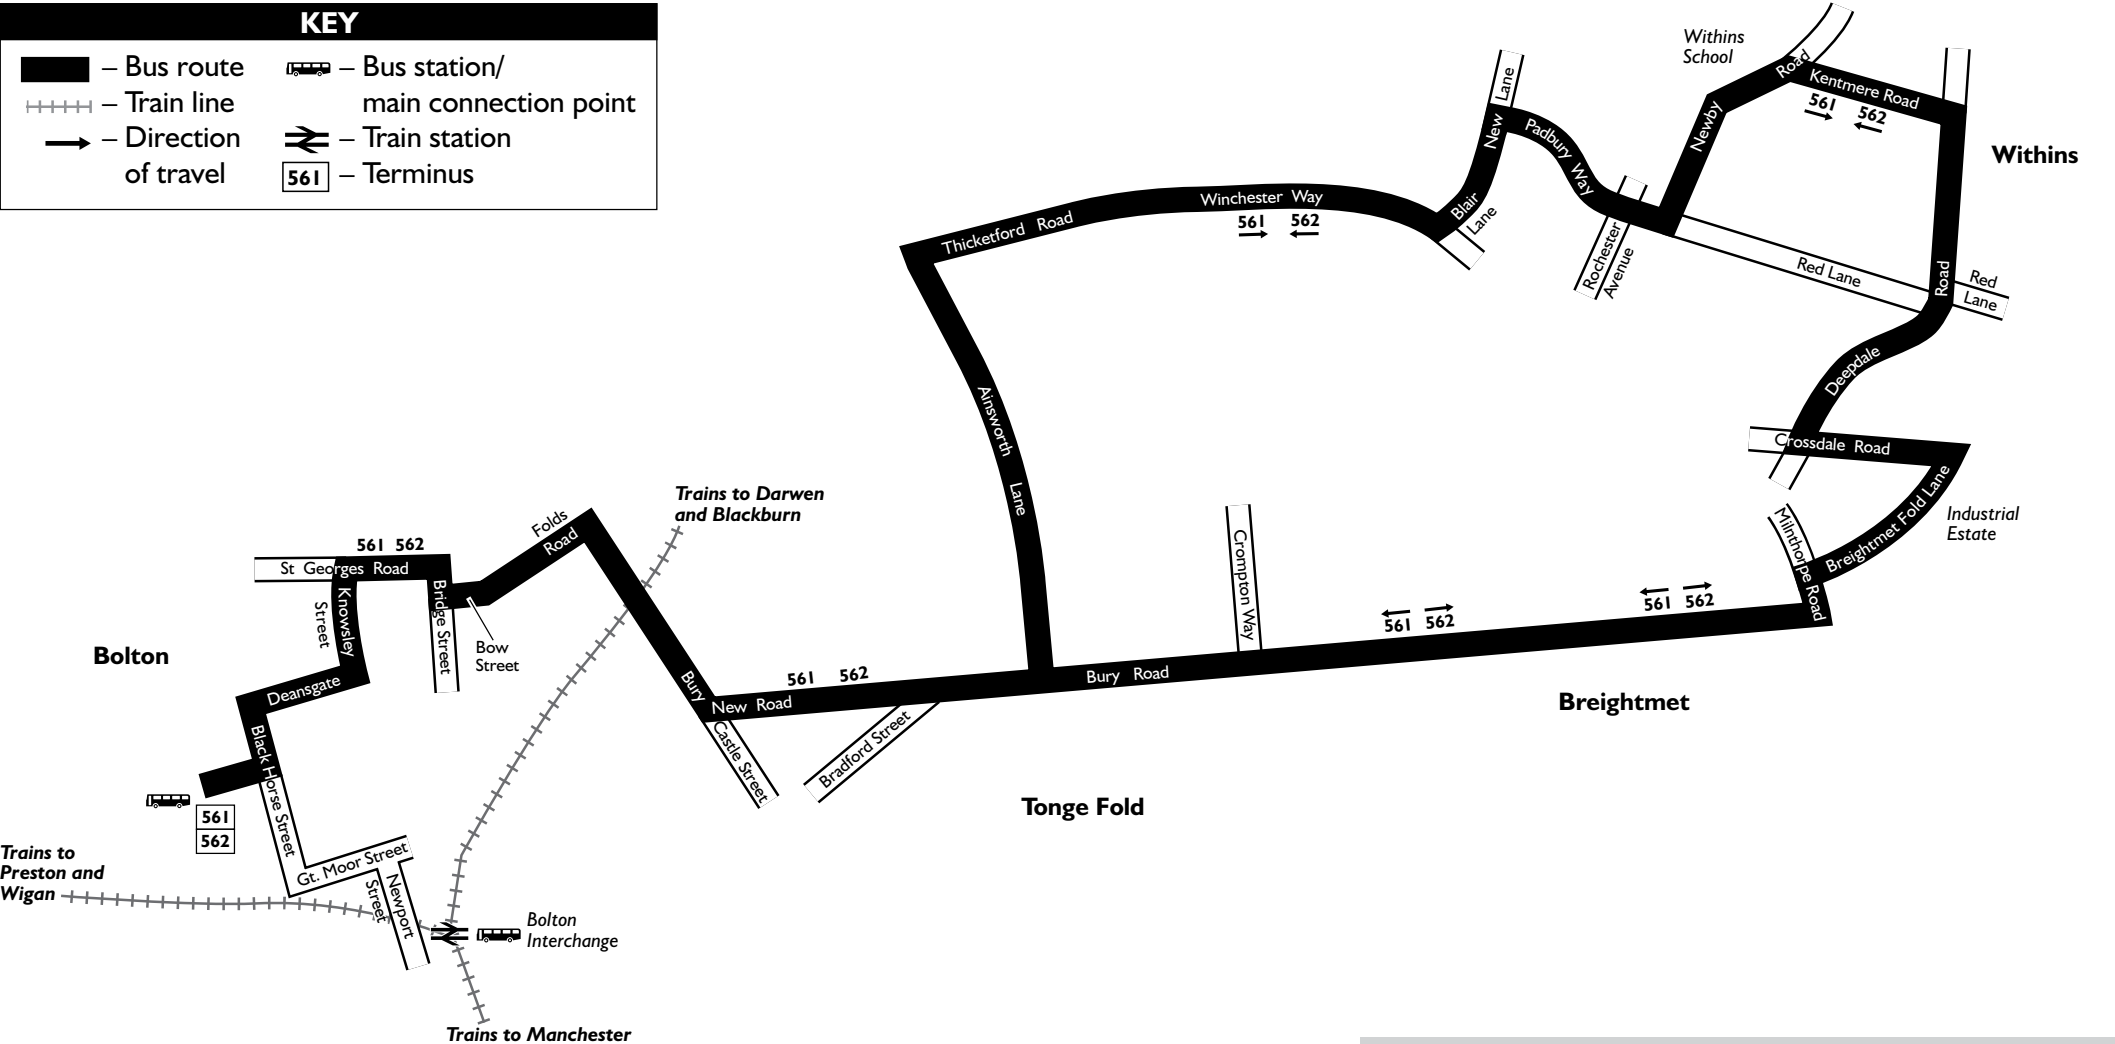 KEY
– Bus route
– Train line
– Direction
of travel
– Bus station/
main connection point
– Train station
561 – Terminus
Withins
School
Road
Kentmere Road
561
562
Newby
Withins
Lane
New
Padbury Way
Blair
Lane
Rochester
Avenue
Red Lane
Red
Lane
Road
Deepdale
Winchester Way
561 562
Thicketford Road
Ainsworth Lane
Crossdale Road
Breightmet Fold Lane
Industrial
Estate
Milnthorpe Road
561 562
561 562
Crompton Way
Bury Road
Breightmet
Trains to Darwen
and Blackburn
Folds
Road
561 562
St Georges Road
Knowsley
Street
Bridge Street
Bow
Street
Bolton
Deansgate
Black Horse Street
561
562
Bury
New Road
561 562
Castle Street
Bradford Street
Tonge Fold
Trains to
Preston and
Wigan
Gt. Moor Street
Newport
Street
Bolton
Interchange
Trains to Manchester